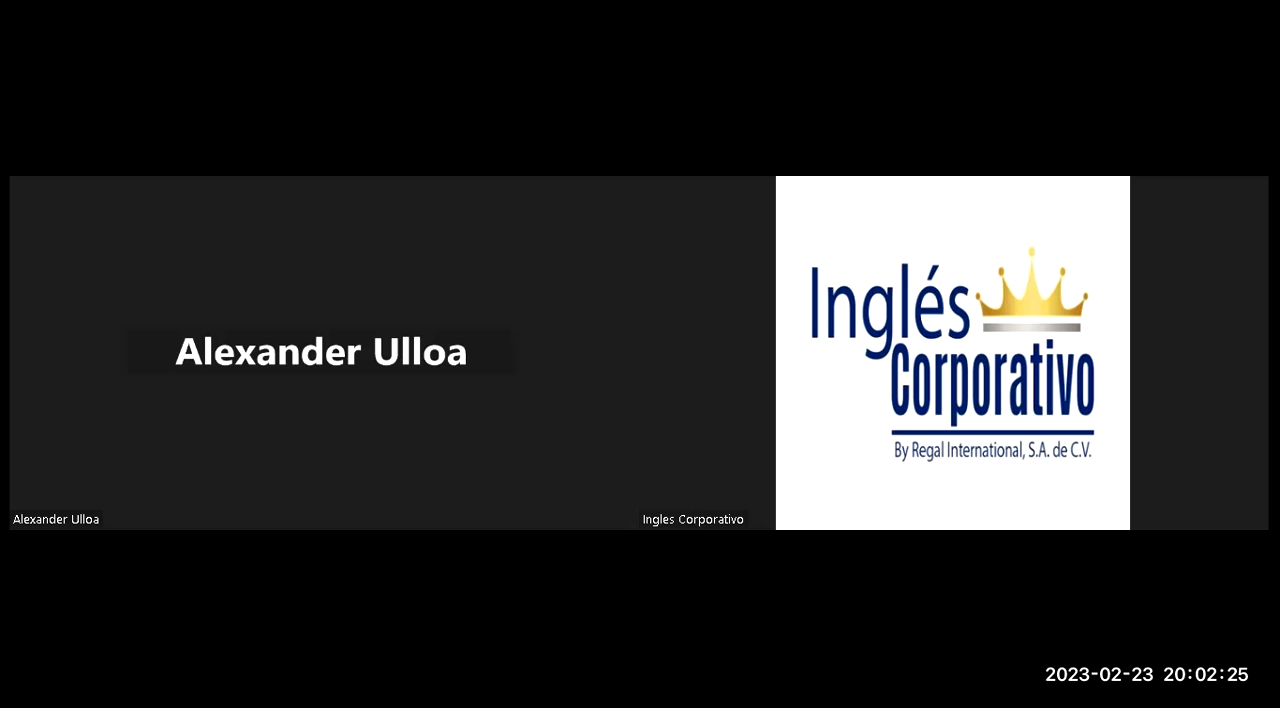 Alexander Ulloa
Inglés
Corporativo
By Regal International, S.A. de C.V.
Alexander Ulloa
Ingles Corporativo
2023-02-23 20:02:25